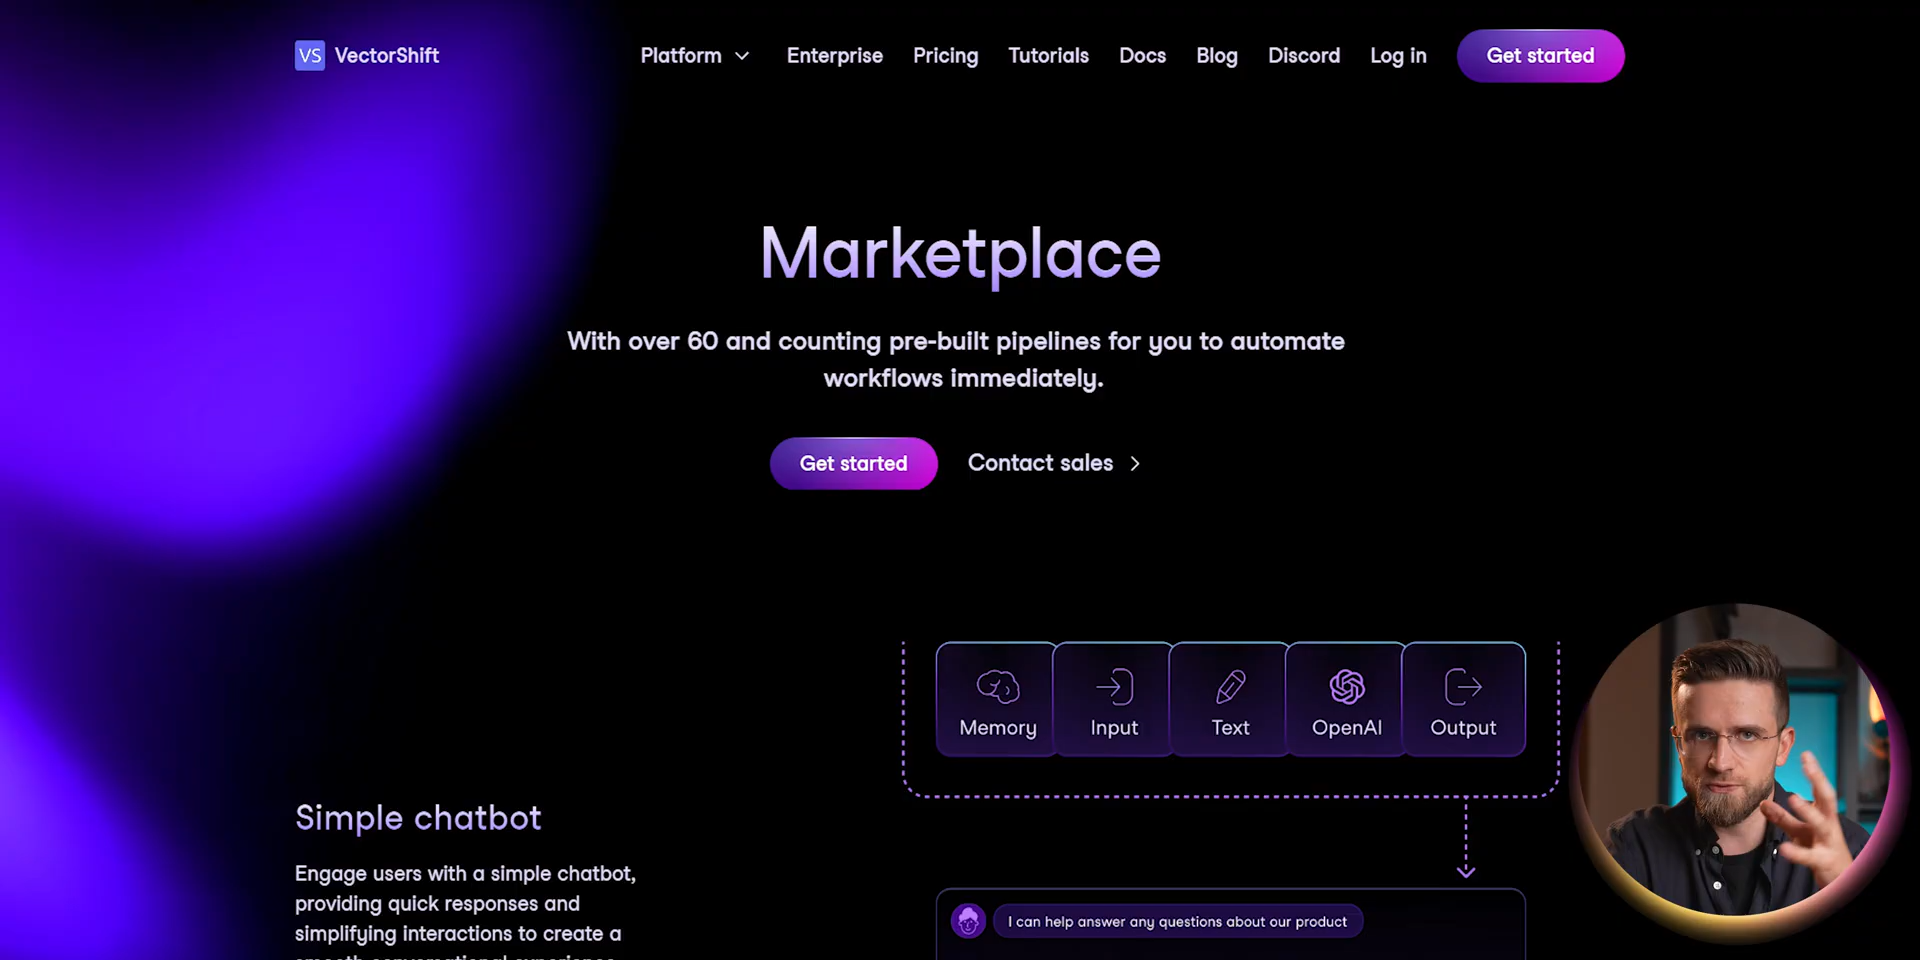 VS VectorShift
Platform Enterprise Pricing Tutorials Docs Blog Discord Log in Get started
Marketplace
With over 60 and counting pre-built pipelines for you to automate
workflows immediately.
Get started Contact sales
Memory Input Text OpenAI Output
Simple chatbot
Engage users with a simple chatbot,
providing quick responses and
simplifying interactions to create a
I can help answer any questions about our product